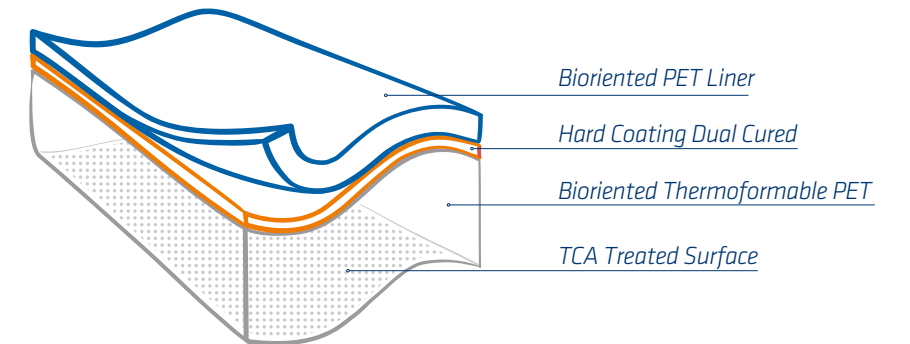 Bioriented PET Liner
Hard Coating Dual Cured
Bioriented Thermoformable PET
TCA Treated Surface